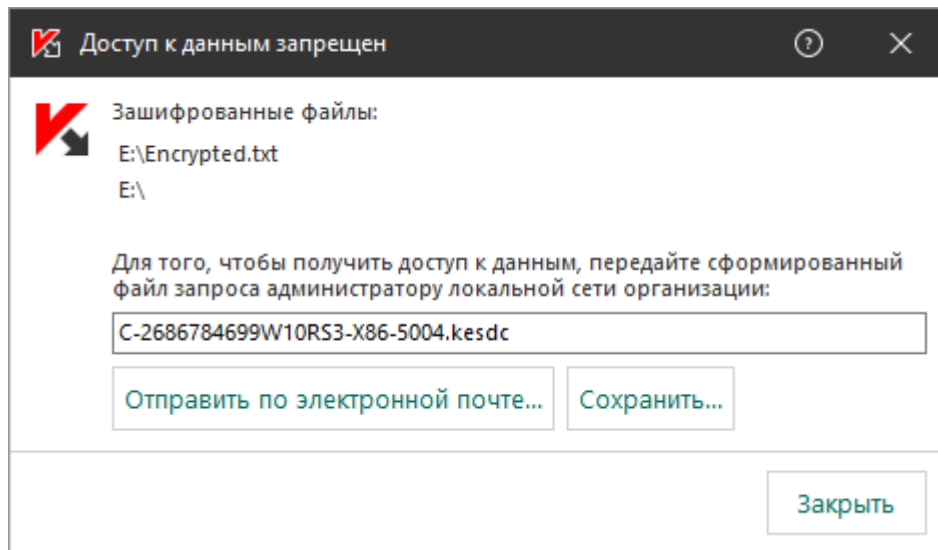 Доступ к данным запрещен
Зашифрованные файлы:
E:\Encrypted.txt
E:\
Для того, чтобы получить доступ к данным, передайте сформированный
файл запроса администратору локальной сети организации:
C-2686784699W10RS3-X86-5004.kesdc
Отправить по электронной почте... Сохранить...
Закрыть